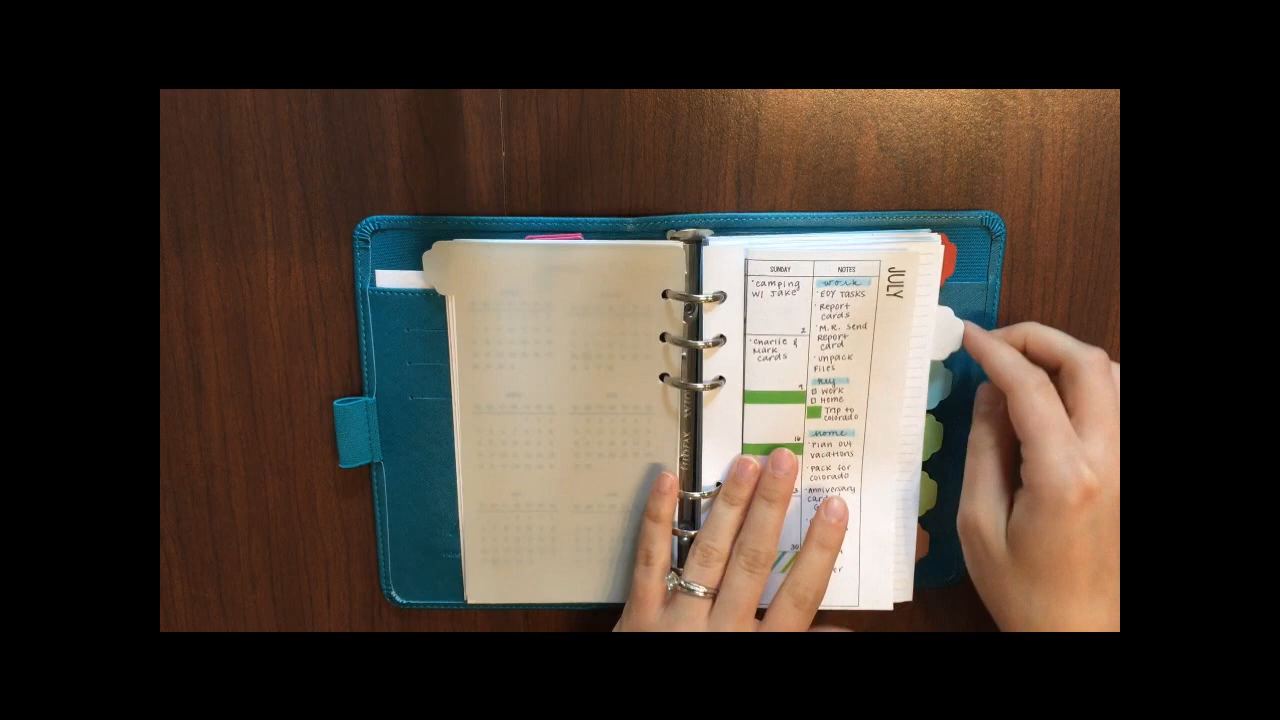 SUNDAY
NOTES
JULY
·camping
w/ Jake
2
·Charlie &
Mark
cards
9
16
30
work
·EOY TASKS
·Report
cards
·M.R. Send
Report
card
·unpack
Files
Key
Work
Home
Trip to
Colorado
Home
·Plan out
vacations
·Pack for
Colorado
·Anniversary